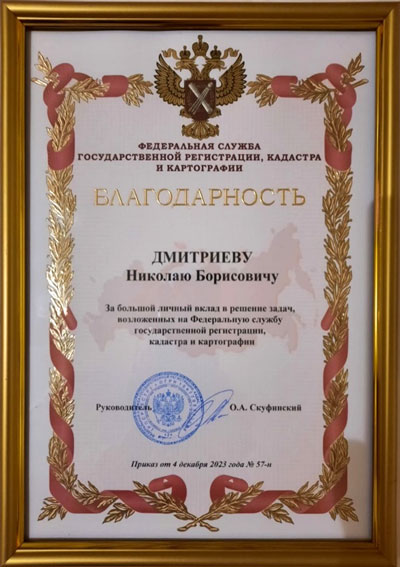 ФЕДЕРАЛЬНАЯ СЛУЖБА
ГОСУДАРСТВЕННОЙ РЕГИСТРАЦИИ, КАДАСТРА
И КАРТОГРАФИИ
БЛАГОДАРНОСТЬ
ДМИТРИЕВУ
Николаю Борисовичу
За большой личный вклад в решение задач,
возложенных на Федеральную службу
государственной регистрации,
кадастра и картографии
Руководитель О.А. Скуфинский
Приказ от 4 декабря 2023 года № 57-н